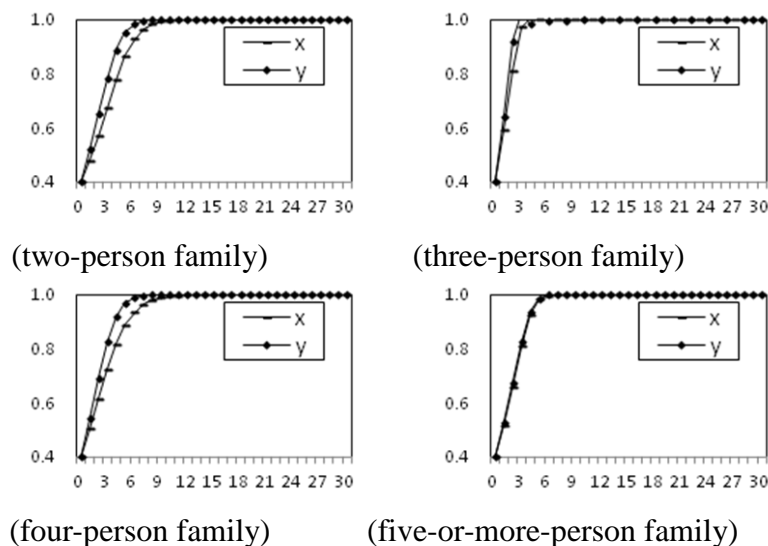 1.0
0.8
0.6
0.4
x
y
0 3 6 9 12 15 18 21 24 27 30
(two-person family)
1.0
0.8
0.6
0.4
x
y
0 3 6 9 12 15 18 21 24 27 30
(three-person family)
1.0
0.8
0.6
0.4
x
y
0 3 6 9 12 15 18 21 24 27 30
(four-person family)
1.0
0.8
0.6
0.4
x
y
0 3 6 9 12 15 18 21 24 27 30
(five-or-more-person family)